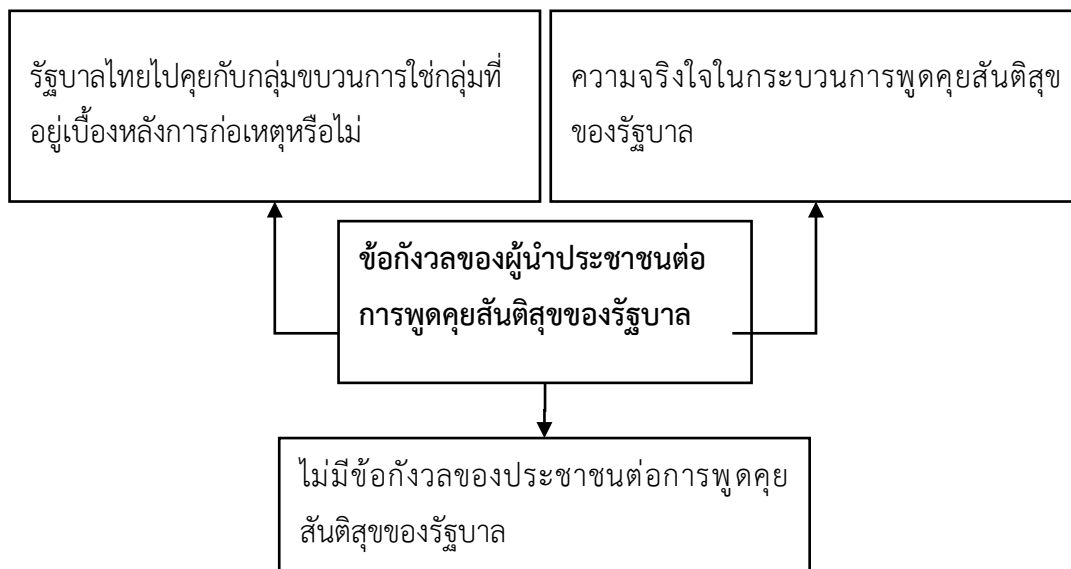 รัฐบาลไทยไปคุยกับกลุ่มขบวนการใช่กลุ่มที่
อยู่เบื้องหลังการก่อเหตุหรือไม่
ความจริงใจในกระบวนการพูดคุยสันติสุข
ของรัฐบาล
ข้อกังวลของผู้นำประชาชนต่อ
การพูดคุยสันติสุขของรัฐบาล
ไม่มีข้อกังวลของประชาชนต่อการพูดคุย
สันติสุขของรัฐบาล